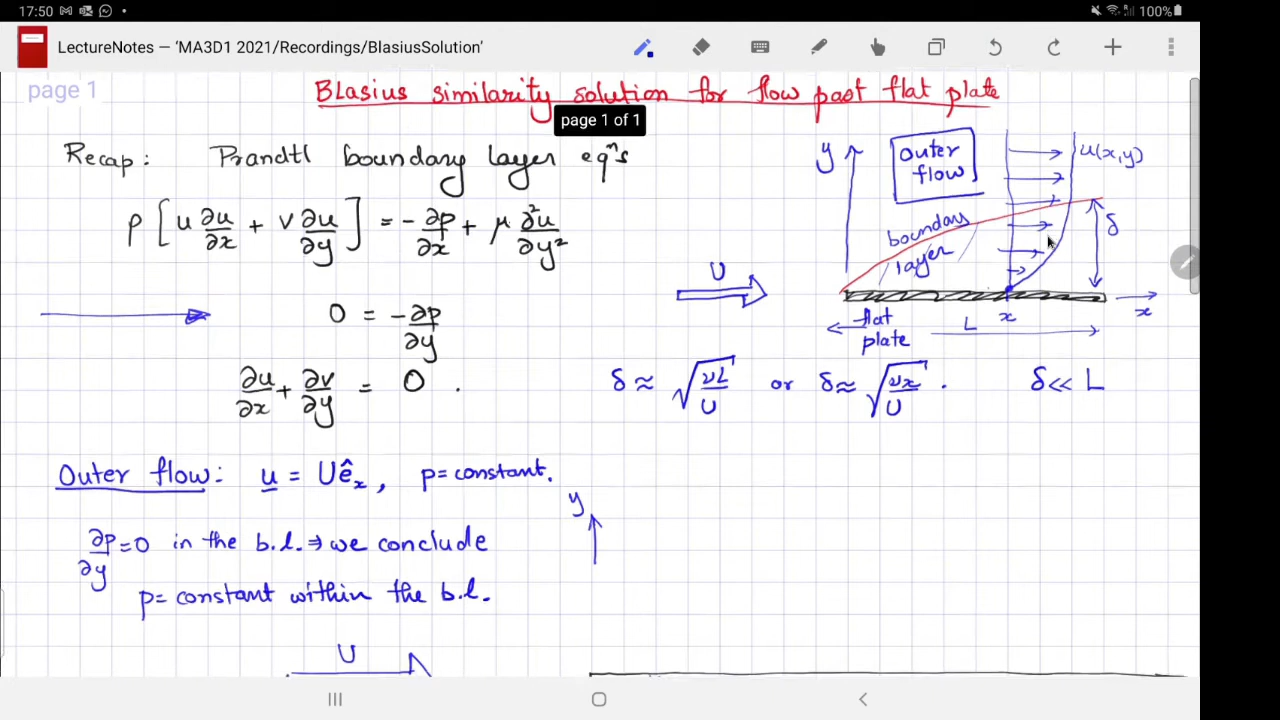 17:50
100%
LectureNotes — 'MA3D1 2021/Recordings/BlasiusSolution'
page 1
Blasius similarity solution for flow past flat plate
page 1 of 1
Recap: Prandtl boundary layer eqⁿs
ρ [ u ∂u/∂x + v ∂u/∂y ] = -∂p/∂x + μ ∂²u/∂y²
0 = -∂p/∂y
∂u/∂x + ∂v/∂y = 0 .
y
outer flow
u(x,y)
boundary layer
δ
U
x
x
flat plate
L
δ ≈ √(νL/U) or δ ≈ √(νx/U) . δ << L
Outer flow: u = U ê_x , p = constant.
y
∂p/∂y = 0 in the b.l. ⇒ we conclude
p = constant within the b.l.
U